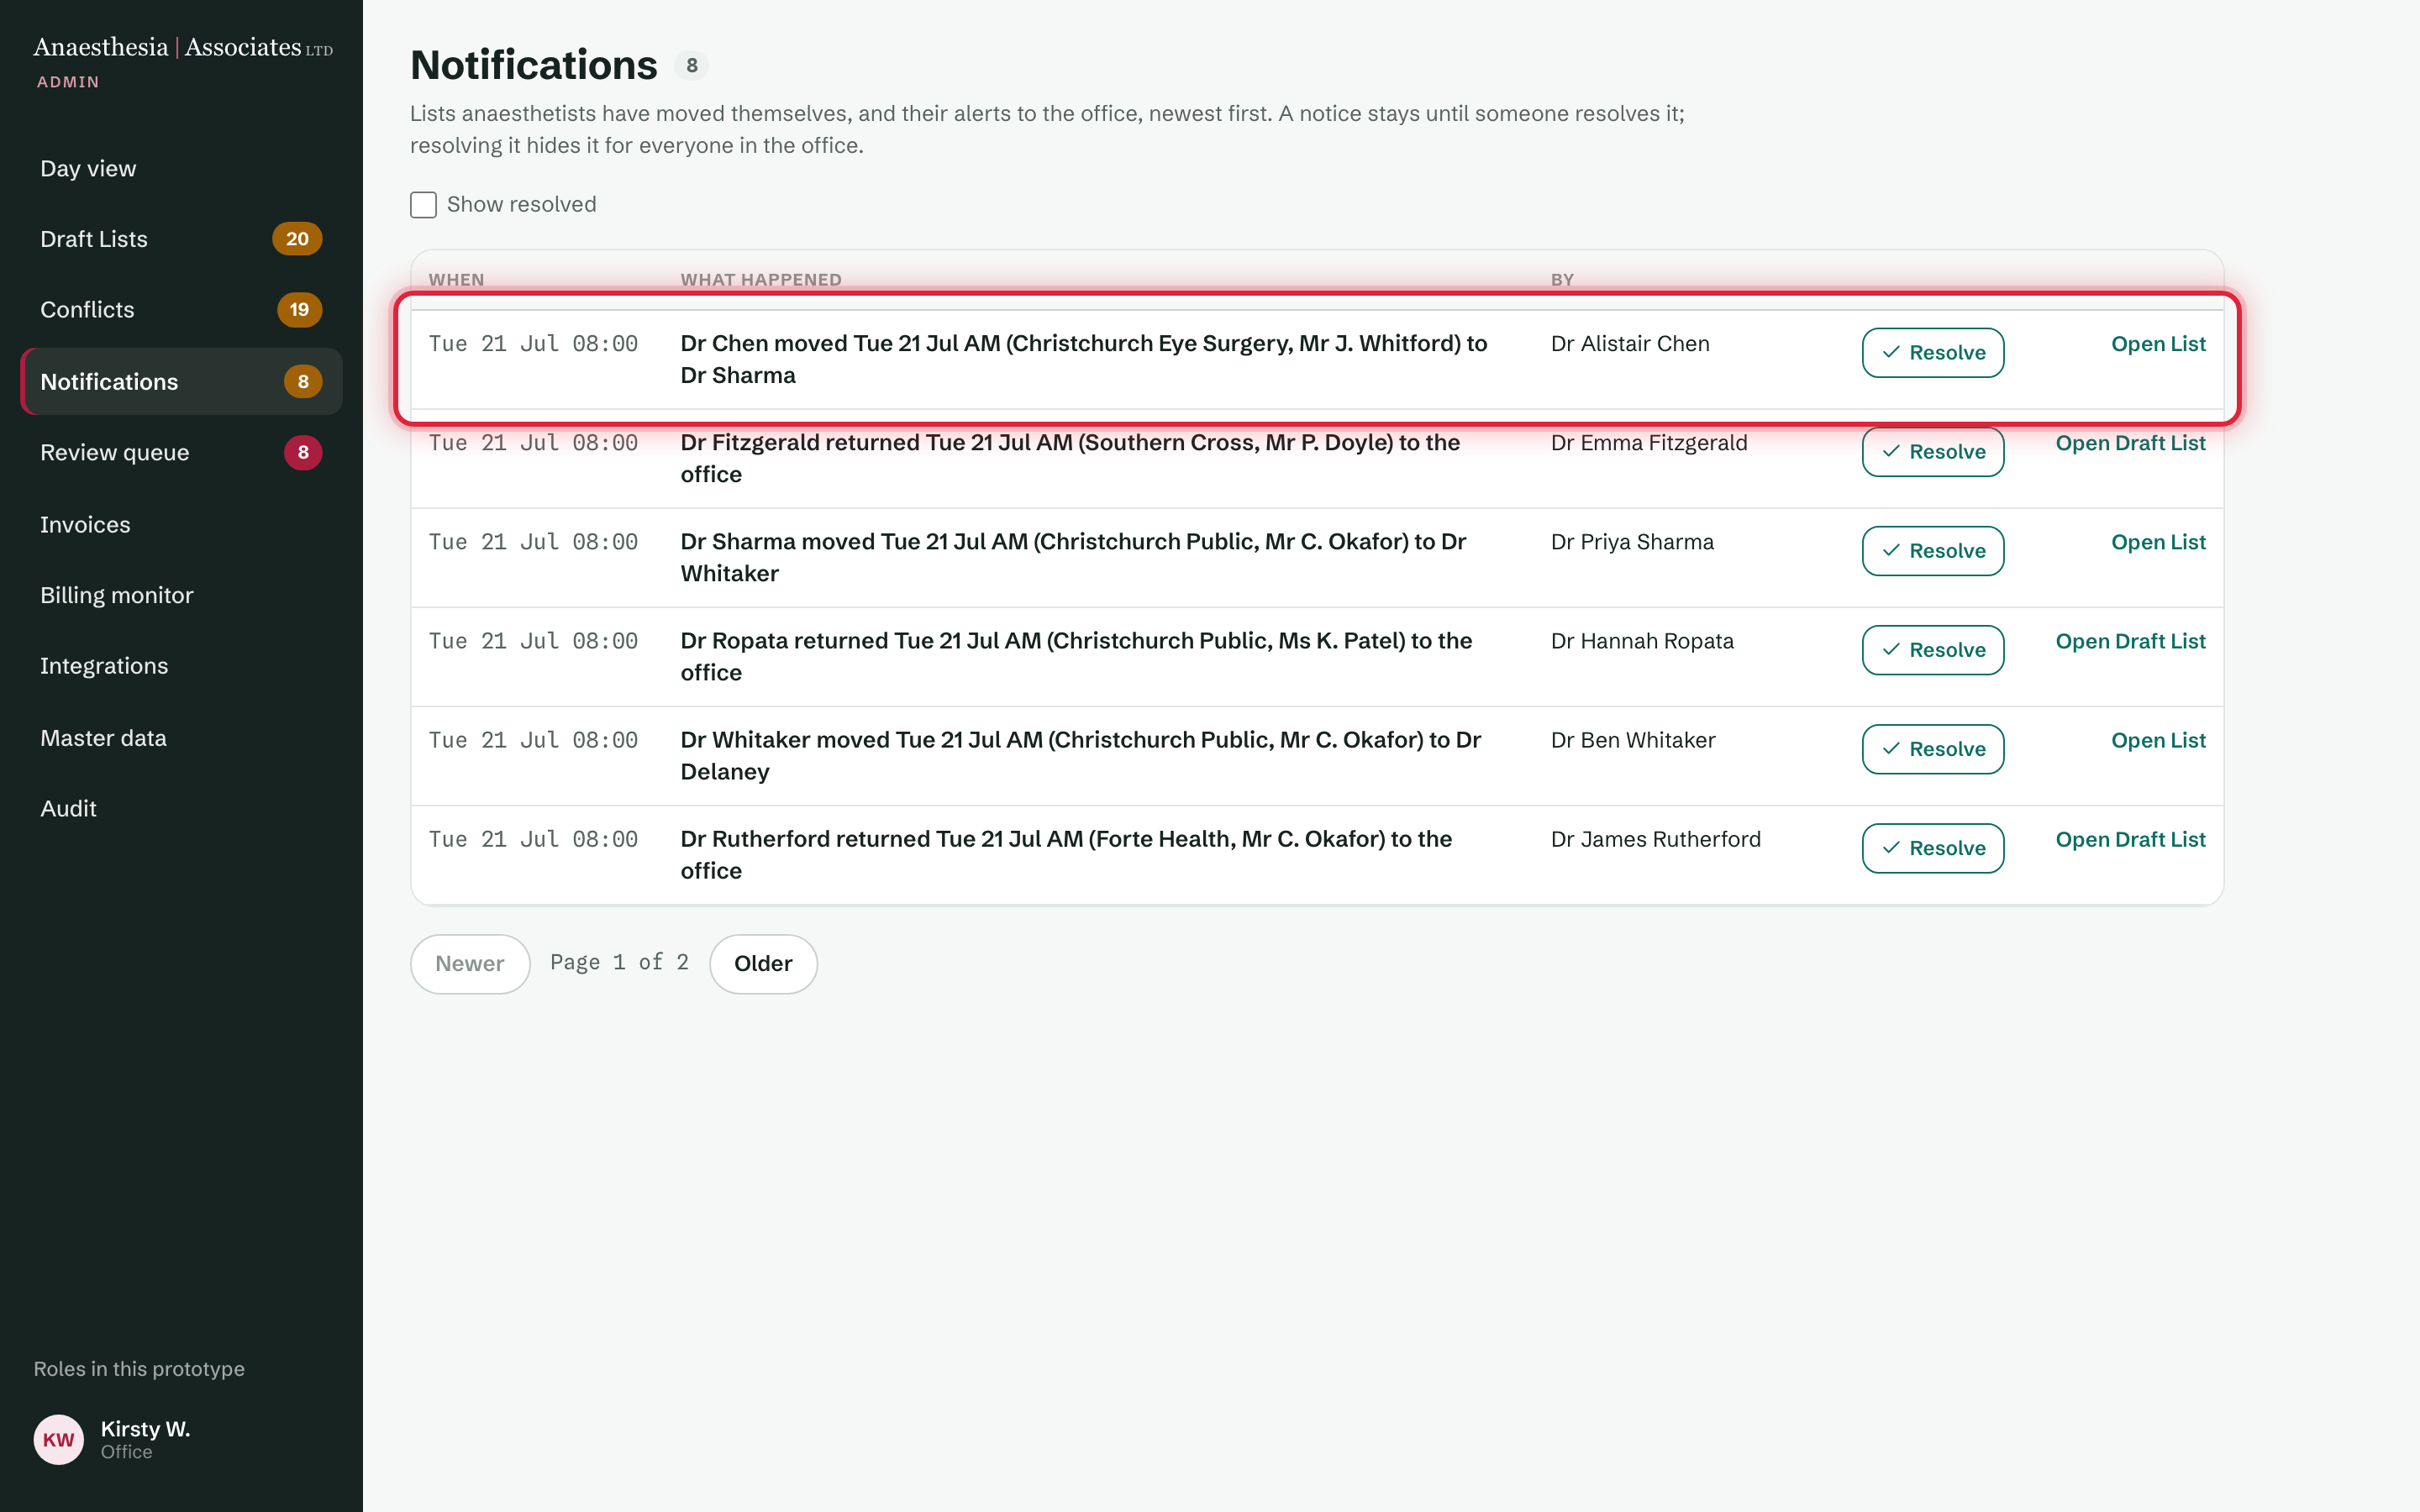 Anaesthesia | Associates LTD
ADMIN
Day view
Draft Lists 20
Conflicts 19
Notifications 8
Review queue 8
Invoices
Billing monitor
Integrations
Master data
Audit
Roles in this prototype
KW
Kirsty W.
Office
Notifications 8
Lists anaesthetists have moved themselves, and their alerts to the office, newest first. A notice stays until someone resolves it;
resolving it hides it for everyone in the office.
Show resolved
WHEN WHAT HAPPENED BY
Tue 21 Jul 08:00 Dr Chen moved Tue 21 Jul AM (Christchurch Eye Surgery, Mr J. Whitford) to Dr Alistair Chen Resolve Open List
Dr Sharma
Tue 21 Jul 08:00 Dr Fitzgerald returned Tue 21 Jul AM (Southern Cross, Mr P. Doyle) to the Dr Emma Fitzgerald Resolve Open Draft List
office
Tue 21 Jul 08:00 Dr Sharma moved Tue 21 Jul AM (Christchurch Public, Mr C. Okafor) to Dr Dr Priya Sharma Resolve Open List
Whitaker
Tue 21 Jul 08:00 Dr Ropata returned Tue 21 Jul AM (Christchurch Public, Ms K. Patel) to the Dr Hannah Ropata Resolve Open Draft List
office
Tue 21 Jul 08:00 Dr Whitaker moved Tue 21 Jul AM (Christchurch Public, Mr C. Okafor) to Dr Dr Ben Whitaker Resolve Open List
Delaney
Tue 21 Jul 08:00 Dr Rutherford returned Tue 21 Jul AM (Forte Health, Mr C. Okafor) to the Dr James Rutherford Resolve Open Draft List
office
Newer Page 1 of 2 Older